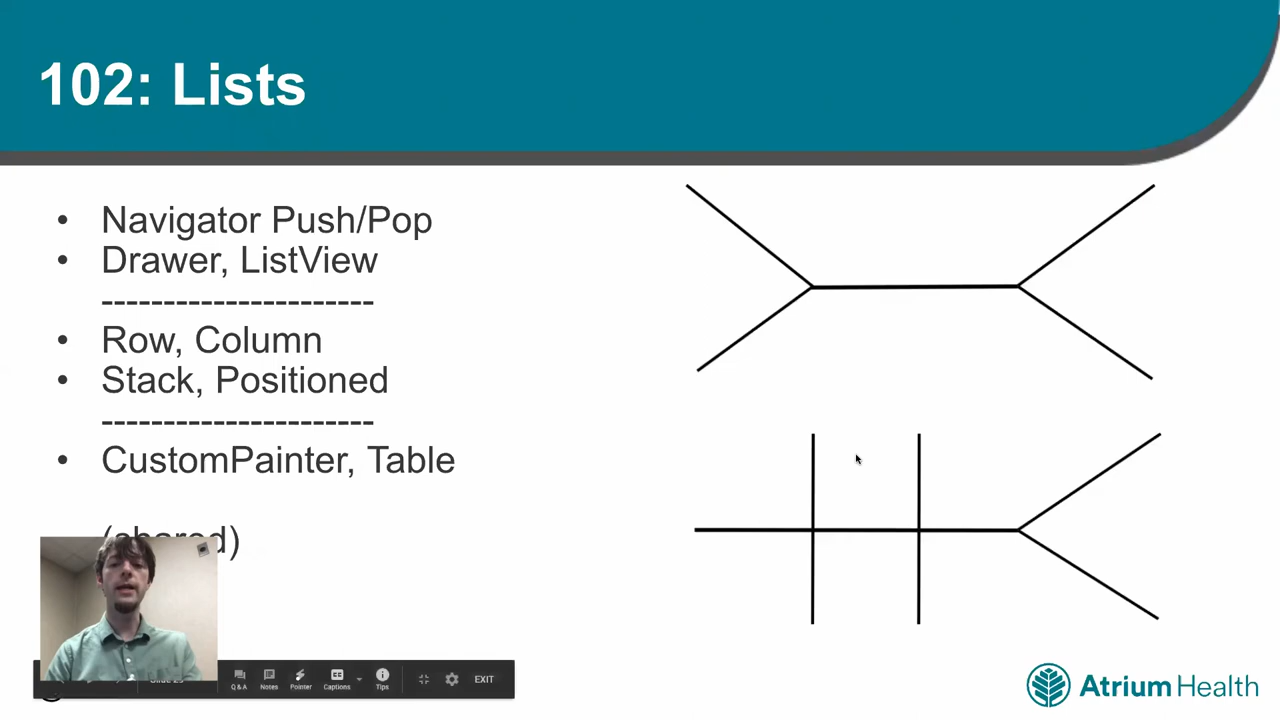 102: Lists
• Navigator Push/Pop
• Drawer, ListView
----------------------
• Row, Column
• Stack, Positioned
----------------------
• CustomPainter, Table
(shared)
Q & A Notes Pointer Captions Tips EXIT
Atrium Health